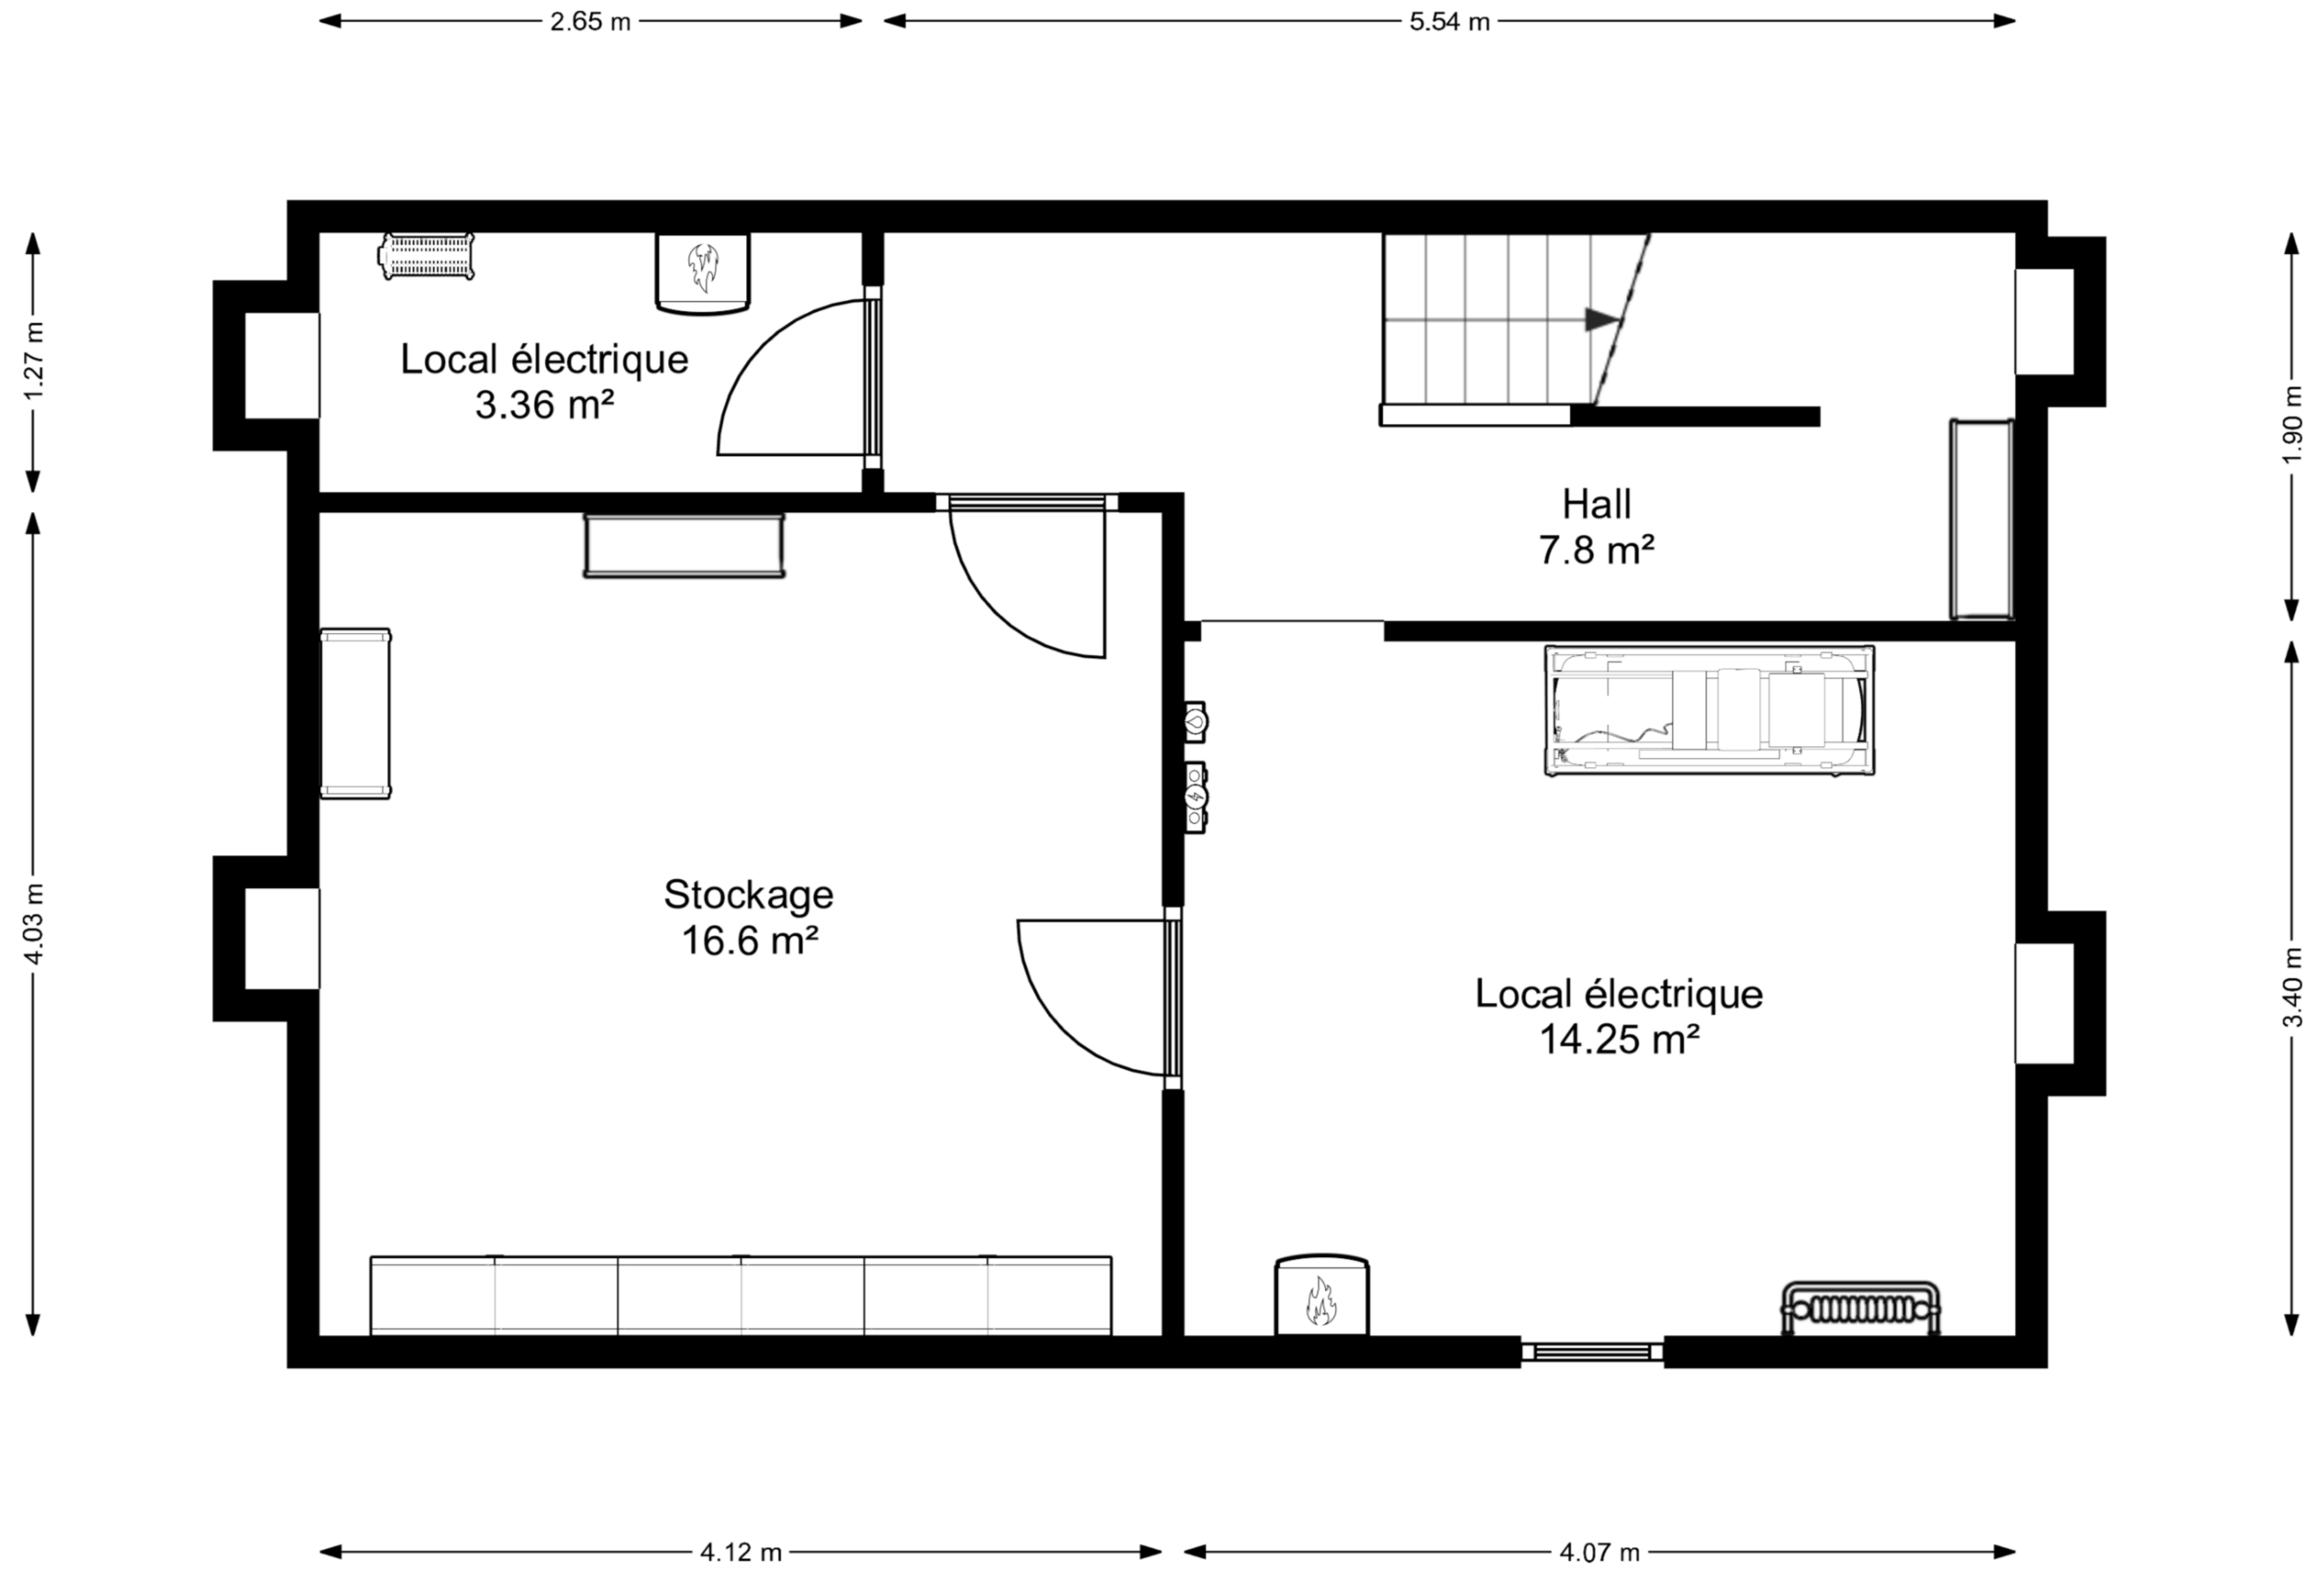 2.65 m
5.54 m
1.27 m
4.03 m
Local électrique
3.36 m²
Hall
7.8 m²
1.90 m
Stockage
16.6 m²
Local électrique
14.25 m²
3.40 m
4.12 m
4.07 m